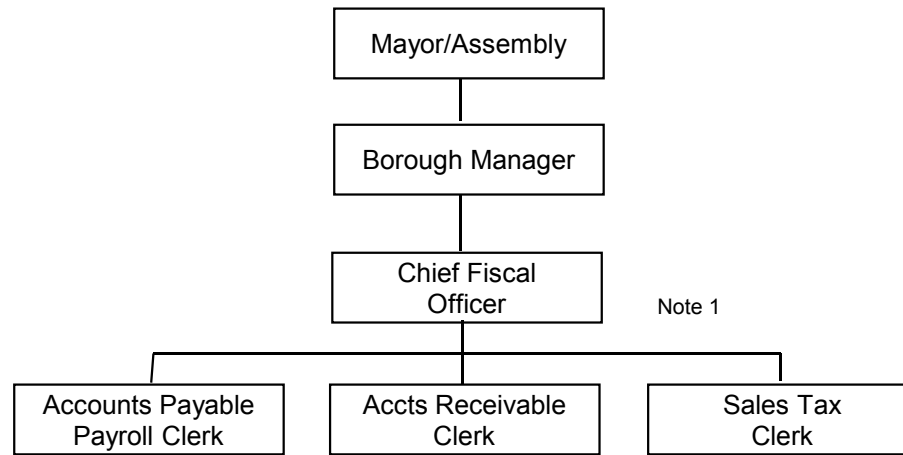 Mayor/Assembly
Borough Manager
Chief Fiscal
Officer
Note 1
Accounts Payable
Payroll Clerk
Accts Receivable
Clerk
Sales Tax
Clerk